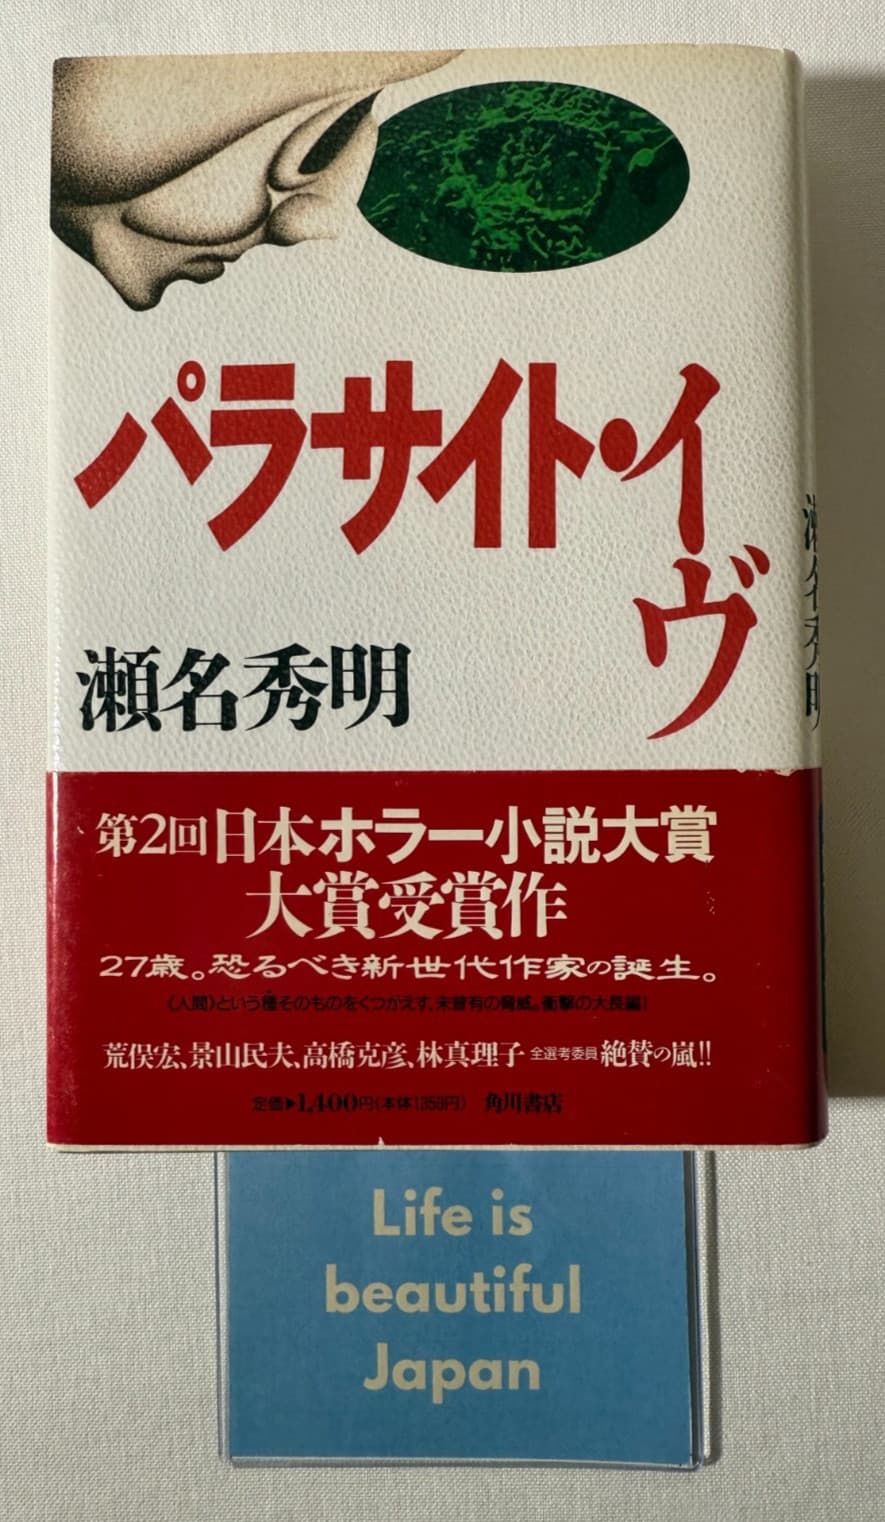 パラサイト・イヴ
瀬名秀明
瀬名秀明
第2回日本ホラー小説大賞
大賞受賞作
27歳。恐るべき新世代作家の誕生。
《人間》という種そのものをくつがえす、未曾有の脅威。衝撃の大長編!
荒俣宏、景山民夫、高橋克彦、林真理子 全選考委員 絶賛の嵐!!
定価▶1,400円(本体1359円) 角川書店
Life is
beautiful
Japan